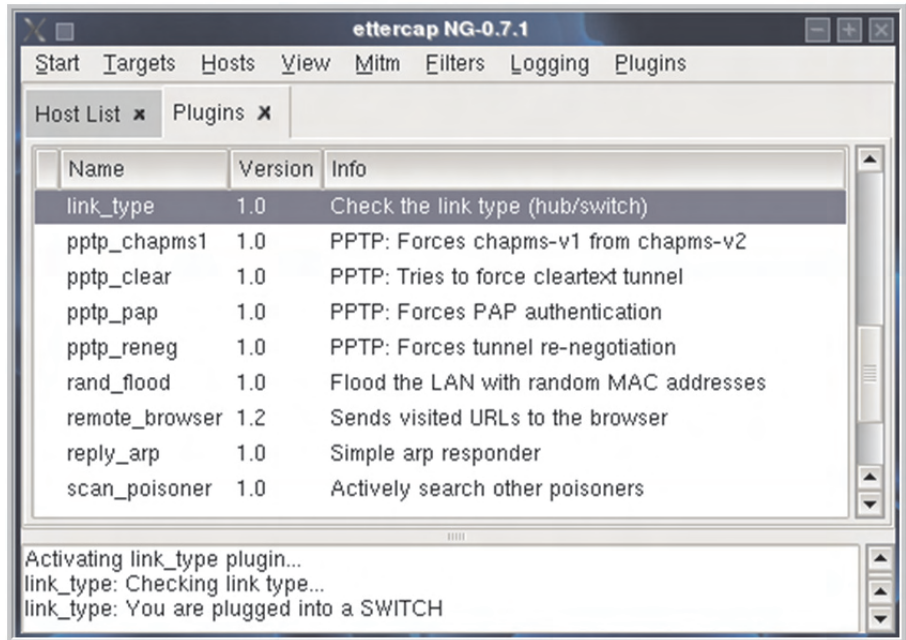 ettercap NG-0.7.1
Start Targets Hosts View Mitm Filters Logging Plugins
Host List Plugins
Name Version Info
link_type 1.0 Check the link type (hub/switch)
pptp_chapms1 1.0 PPTP: Forces chapms-v1 from chapms-v2
pptp_clear 1.0 PPTP: Tries to force cleartext tunnel
pptp_pap 1.0 PPTP: Forces PAP authentication
pptp_reneg 1.0 PPTP: Forces tunnel re-negotiation
rand_flood 1.0 Flood the LAN with random MAC addresses
remote_browser 1.2 Sends visited URLs to the browser
reply_arp 1.0 Simple arp responder
scan_poisoner 1.0 Actively search other poisoners
Activating link_type plugin...
link_type: Checking link type...
link_type: You are plugged into a SWITCH